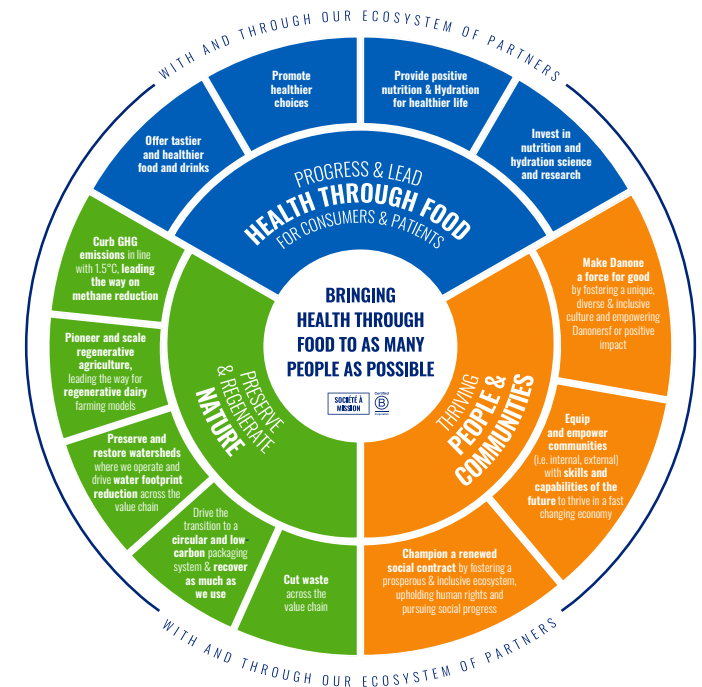 WITH AND THROUGH OUR ECOSYSTEM OF PARTNERS
Offer tastier
and healthier
food and drinks
Promote
healthier
choices
Provide positive
nutrition & Hydration
for healthier life
Invest in
nutrition and
hydration science
and research
PROGRESS & LEAD
HEALTH THROUGH FOOD
FOR CONSUMERS & PATIENTS
Curb GHG
emissions in line
with 1.5°C, leading
the way on
methane reduction
Pioneer and scale
regenerative
agriculture,
leading the way for
regenerative dairy
farming models
Preserve and
restore watersheds
where we operate and
drive water footprint
reduction across the
value chain
Drive the
transition to a
circular and low-
carbon packaging
system & recover
as much as
we use
Cut waste
across the
value chain
PRESERVE
& REGENERATE
NATURE
BRINGING
HEALTH THROUGH
FOOD TO AS MANY
PEOPLE AS POSSIBLE
SOCIÉTÉ À
MISSION
Certified
B
Corporation
THRIVING
PEOPLE &
COMMUNITIES
Make Danone
a force for good
by fostering a unique,
diverse & inclusive
culture and empowering
Danonersf or positive
impact
Equip
and empower
communities
(i.e. internal, external)
with skills and
capabilities of the
future to thrive in a fast
changing economy
Champion a renewed
social contract by fostering a
prosperous & inclusive ecosystem,
upholding human rights and
pursuing social progress
WITH AND THROUGH OUR ECOSYSTEM OF PARTNERS